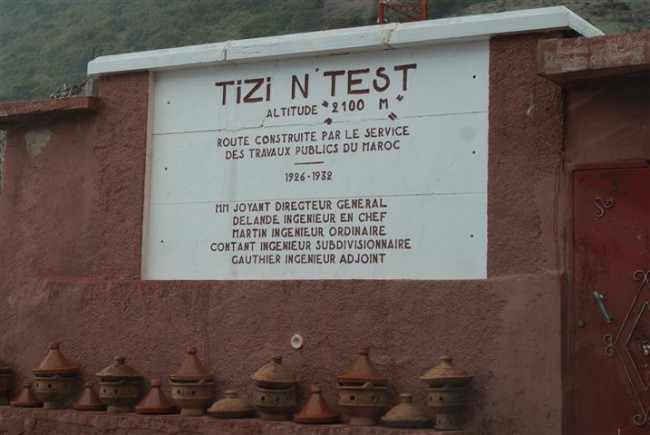 TiZi N'TEST
ALTITUDE "2100 M"
ROUTE CONSTRUITE PAR LE SERVICE
DES TRAVAUX PUBLICS DU MAROC
1926-1932
MM JOYANT DIRECTEUR GENERAL
DELANDE INGENIEUR EN CHEF
MARTIN INGENIEUR ORDINAIRE
CONTANT INGENIEUR SUBDIVISIONNAIRE
GAUTHIER INGENIEUR ADJOINT